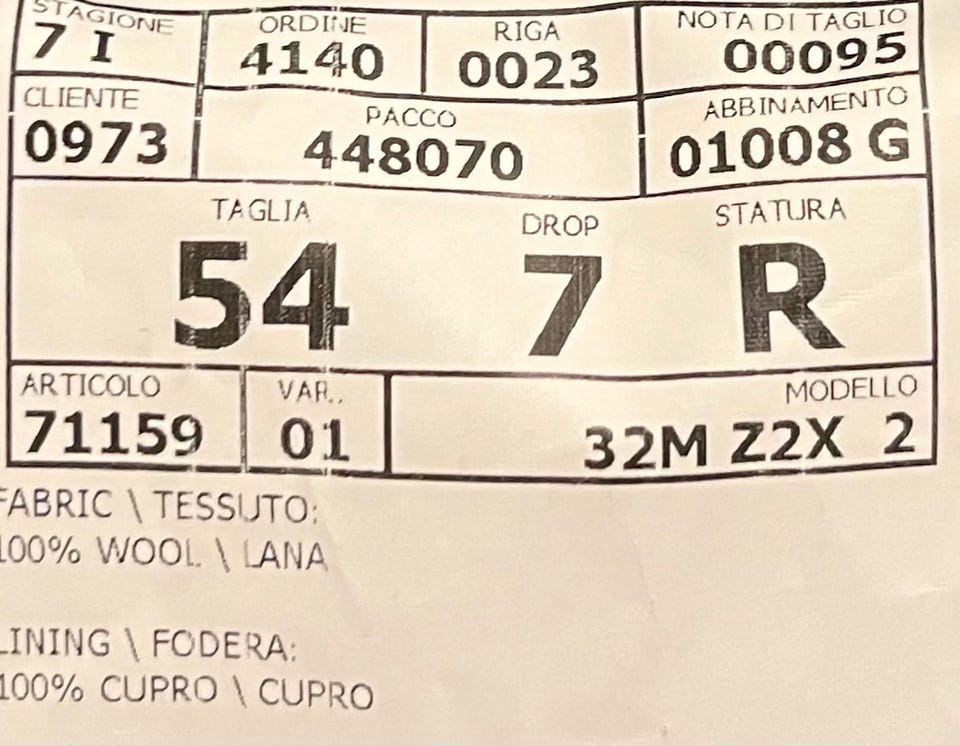 STAGIONE ORDINE RIGA NOTA DI TAGLIO
7 I 4140 0023 00095
CLIENTE PACCO ABBINAMENTO
0973 448070 01008 G
TAGLIA DROP STATURA
54 7 R
ARTICOLO VAR.. MODELLO
71159 01 32M Z2X 2
FABRIC \ TESSUTO:
100% WOOL \ LANA
LINING \ FODERA:
100% CUPRO \ CUPRO